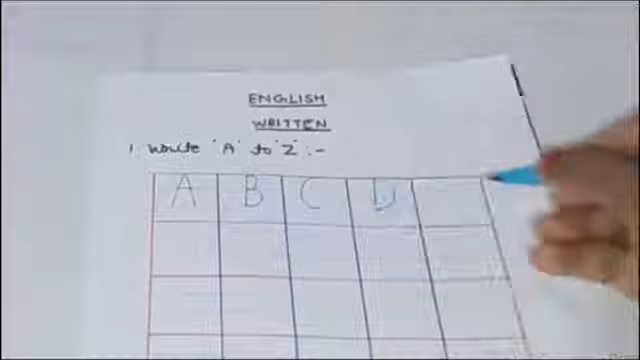 ENGLISH
WRITTEN
1. Write 'A' to 'Z' :-
A B C D